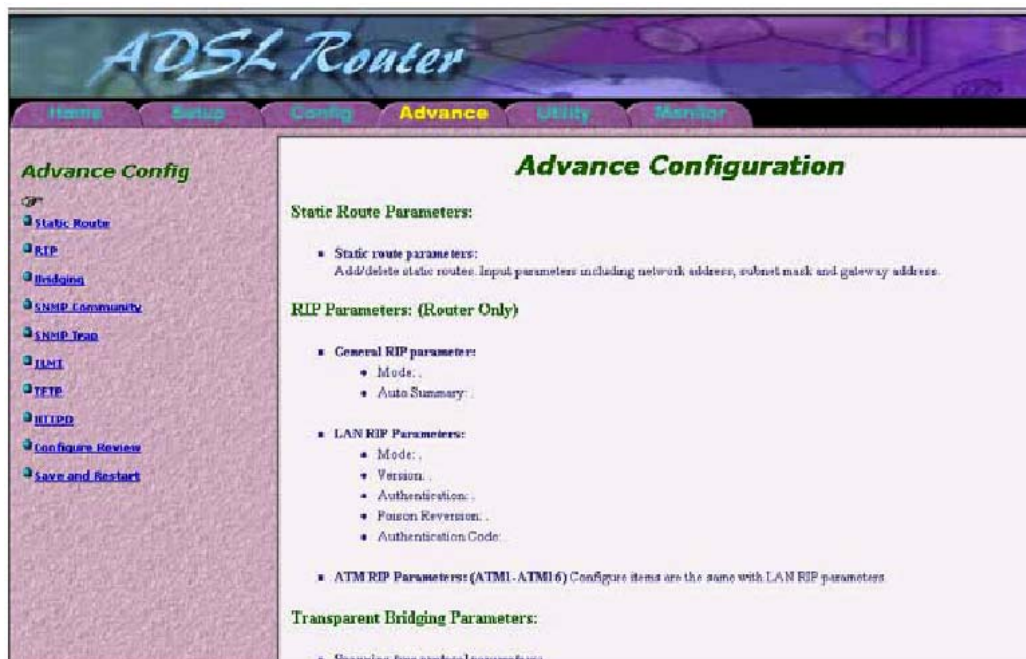 ADSL Router
Home Setup Config Advance Utility Monitor
Advance Config
Static Route
RIP
Bridging
SNMP Community
SNMP Trap
ILMI
TFTP
HTTPD
Configure Review
Save and Restart
Advance Configuration
Static Route Parameters:
Static route parameters:
Add/delete static routes. Input parameters including network address, subnet mask and gateway address.
RIP Parameters: (Router Only)
General RIP parameter:
Mode: .
Auto Summary: .
LAN RIP Parameters:
Mode: .
Version: .
Authentication: .
Poison Reversion: .
Authentication Code: .
ATM RIP Parameters: (ATM1-ATM16) Configure items are the same with LAN RIP parameters
Transparent Bridging Parameters:
Spanning tree protocol parameters: